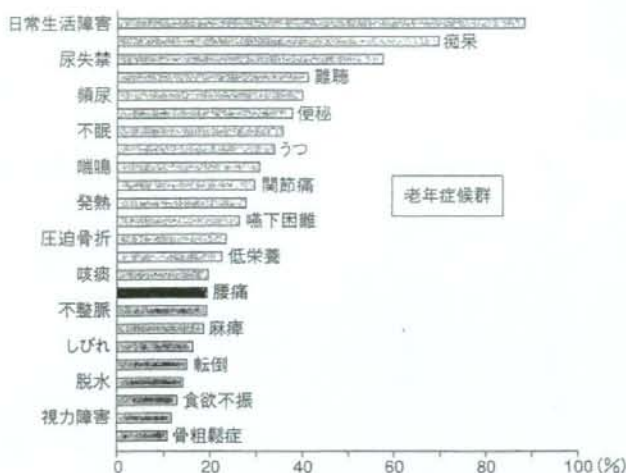 日常生活障害
痴呆
尿失禁
難聴
頻尿
便秘
不眠
うつ
喘鳴
関節痛
発熱
嚥下困難
老年症候群
圧迫骨折
低栄養
咳痰
腰痛
不整脈
麻痺
しびれ
転倒
脱水
食欲不振
視力障害
骨粗鬆症
0 20 40 60 80 100 (%)